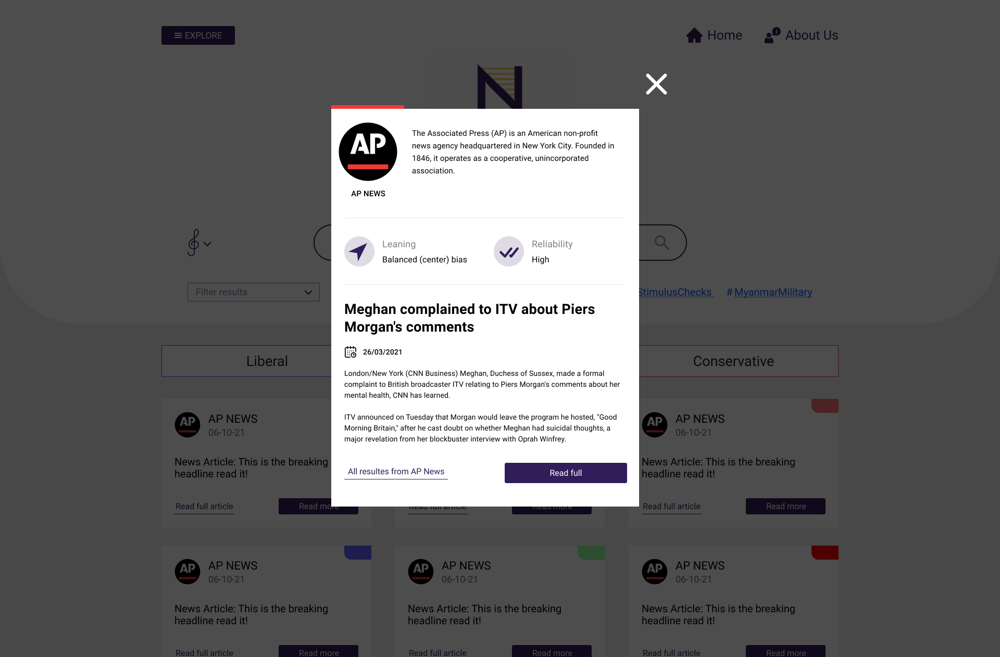 EXPLORE
Home
About Us
N
AP
The Associated Press (AP) is an American non-profit
news agency headquartered in New York City. Founded in
1846, it operates as a cooperative, unincorporated
association.
AP NEWS
Leaning
Balanced (center) bias
Reliability
High
Filter results
StimulusChecks
#MyanmarMilitary
Meghan complained to ITV about Piers
Morgan's comments
26/03/2021
London/New York (CNN Business) Meghan, Duchess of Sussex, made a formal
complaint to British broadcaster ITV relating to Piers Morgan's comments about her
mental health, CNN has learned.
ITV announced on Tuesday that Morgan would leave the program he hosted, "Good
Morning Britain," after he cast doubt on whether Meghan had suicidal thoughts, a
major revelation from her blockbuster interview with Oprah Winfrey.
All resultes from AP News
Read full
Liberal
Conservative
AP
AP NEWS
06-10-21
News Article: This is the breaking
headline read it!
Read full article
Read more
Read full article
Read more
AP
AP NEWS
06-10-21
News Article: This is the breaking
headline read it!
Read full article
Read more
AP
AP NEWS
06-10-21
News Article: This is the breaking
headline read it!
Read full article
Read more
AP
AP NEWS
06-10-21
News Article: This is the breaking
headline read it!
Read full article
Read more
AP
AP NEWS
06-10-21
News Article: This is the breaking
headline read it!
Read full article
Read more